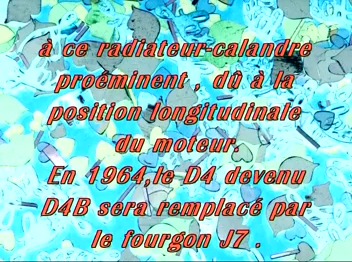 à ce radiateur-calandre
proéminent , dû à la
position longitudinale
du moteur.
En 1964,le D4 devenu
D4B sera remplacé par
le fourgon J7 .